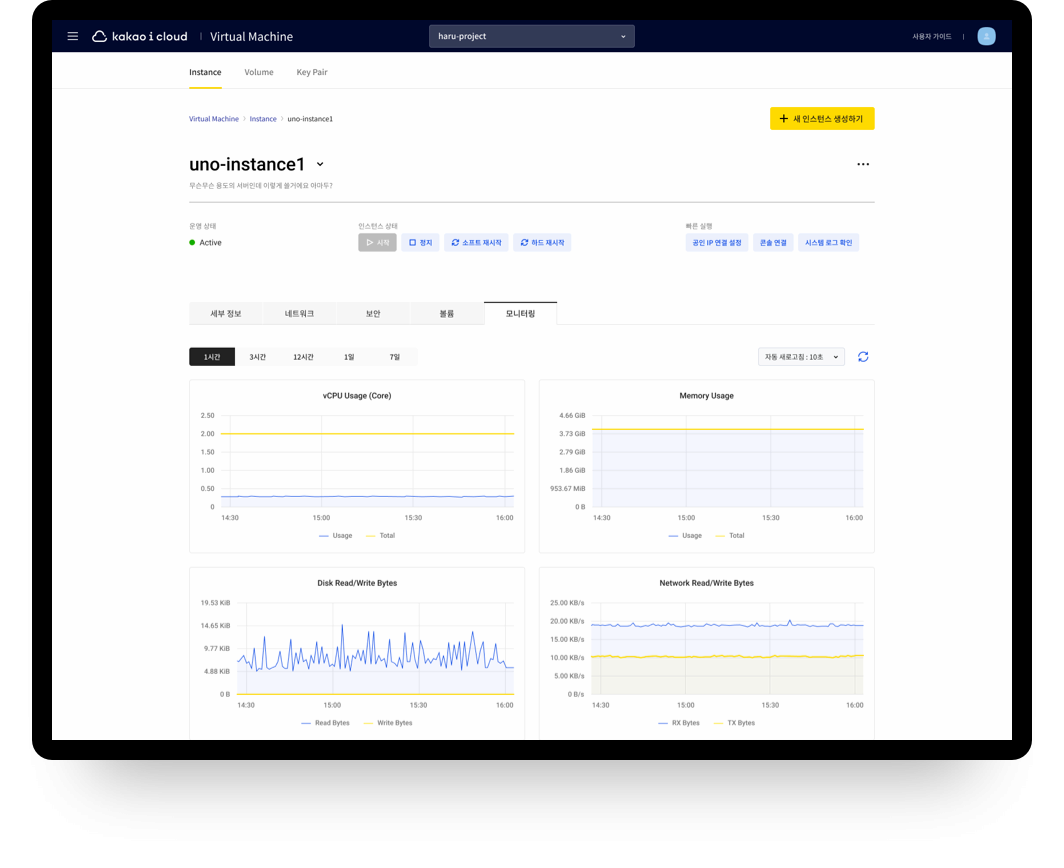 kakao i cloud | Virtual Machine
haru-project
사용자 가이드 |
Instance Volume Key Pair
Virtual Machine > Instance > uno-instance1
+ 새 인스턴스 생성하기
uno-instance1
무슨무슨 용도의 서버인데 이렇게 쓸거에요 아마두?
운영 상태 인스턴스 상태 빠른 실행
Active 시작 정지 소프트 재시작 하드 재시작 공인 IP 연결 설정 콘솔 연결 시스템 로그 확인
세부 정보 네트워크 보안 볼륨 모니터링
1시간 3시간 12시간 1일 7일 자동 새로고침 : 10초
vCPU Usage (Core)
2.50
2.00
1.50
1.00
0.50
0
14:30 15:00 15:30 16:00
Usage Total
Memory Usage
4.66 GiB
3.73 GiB
2.79 GiB
1.86 GiB
953.67 MiB
0 B
14:30 15:00 15:30 16:00
Usage Total
Disk Read/Write Bytes
19.53 KiB
14.65 KiB
9.77 KiB
4.88 KiB
0 B
14:30 15:00 15:30 16:00
Read Bytes Write Bytes
Network Read/Write Bytes
25.00 KB/s
20.00 KB/s
15.00 KB/s
10.00 KB/s
5.00 KB/s
0 B/s
14:30 15:00 15:30 16:00
RX Bytes TX Bytes